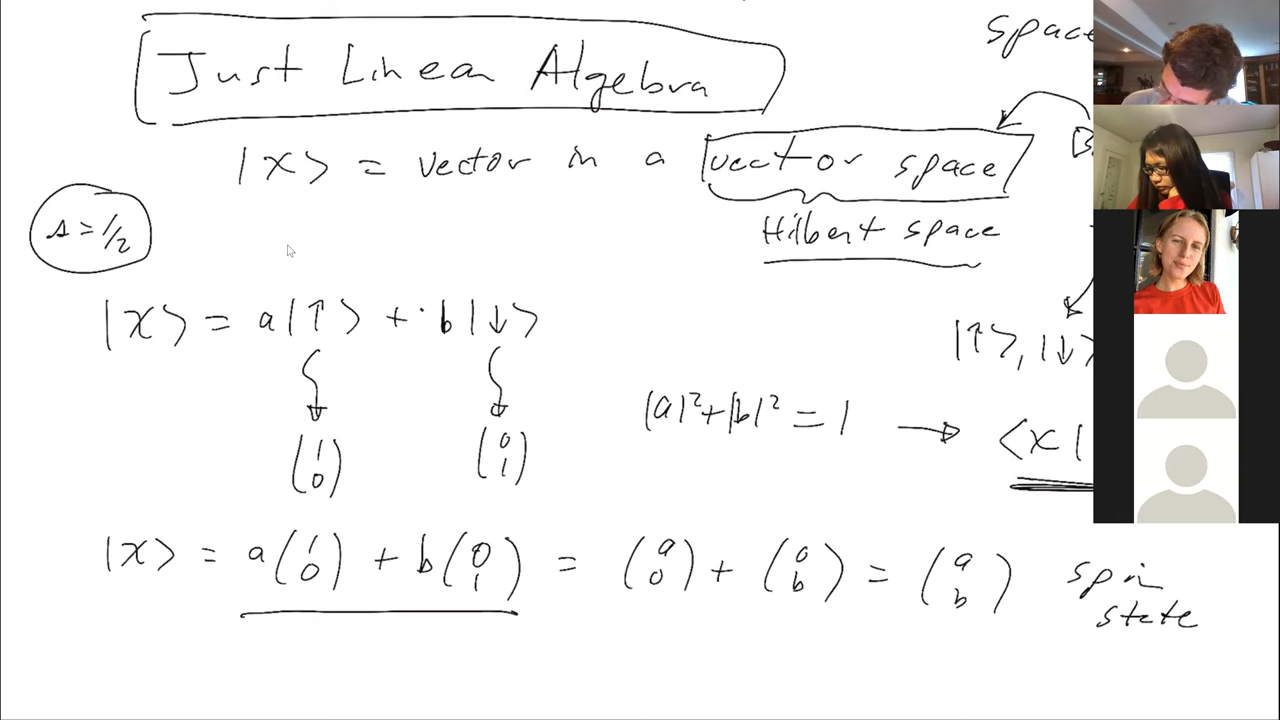 Just Linear Algebra
space
|χ> = vector in a vector space
Hilbert space
s = 1/2
|χ> = a|↑> + b|↓>
|↑>, |↓>
(1 0) (0 1)
|a|² + |b|² = 1 → <χ|
|χ> = a(1 0) + b(0 1) = (a 0) + (0 b) = (a b) spin
state